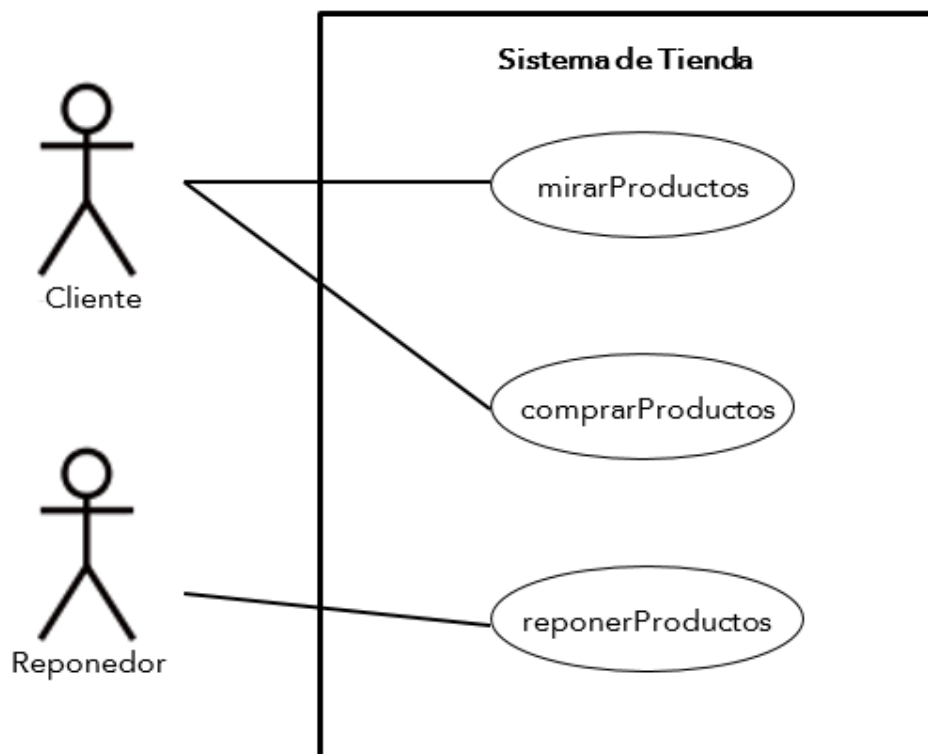 Sistema de Tienda
mirarProductos
Cliente
comprarProductos
reponerProductos
Reponedor